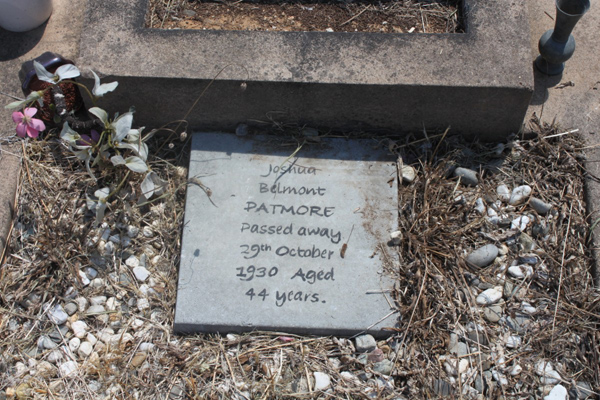 Joshua
Belmont
PATMORE
Passed away
29th October
1930 Aged
44 years.